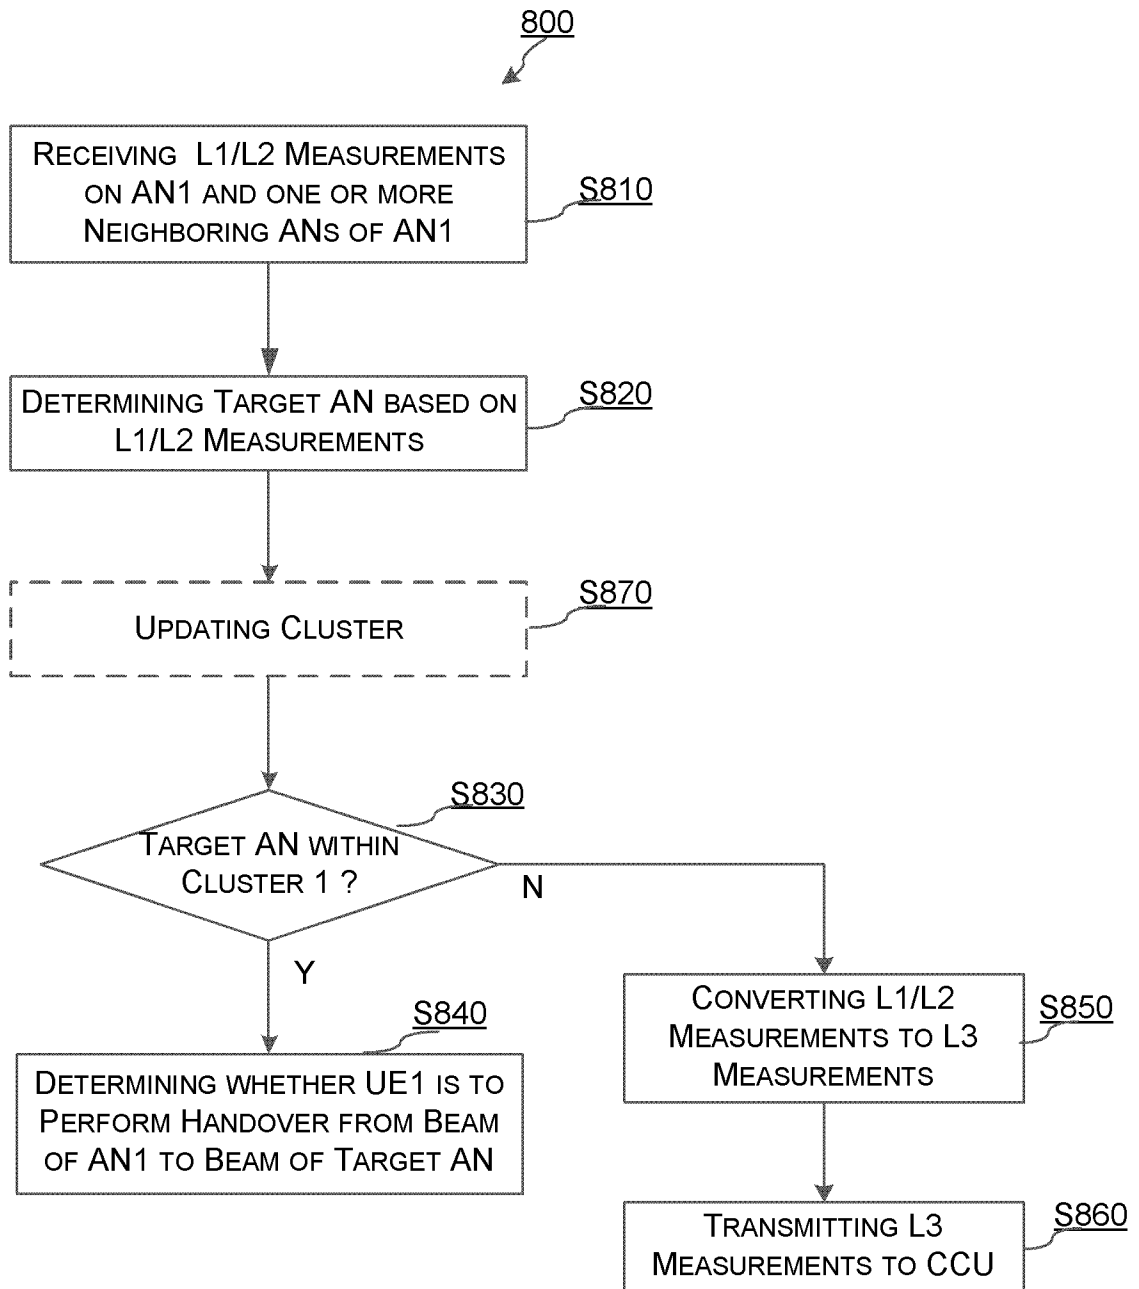 800
RECEIVING L1/L2 MEASUREMENTS
ON AN1 AND ONE OR MORE
NEIGHBORING ANS OF AN1
S810
DETERMINING TARGET AN BASED ON
L1/L2 MEASUREMENTS
S820
UPDATING CLUSTER
S870
TARGET AN WITHIN
CLUSTER 1 ?
S830
N
Y
DETERMINING WHETHER UE1 IS TO
PERFORM HANDOVER FROM BEAM
OF AN1 TO BEAM OF TARGET AN
S840
CONVERTING L1/L2
MEASUREMENTS TO L3
MEASUREMENTS
S850
TRANSMITTING L3
MEASUREMENTS TO CCU
S860